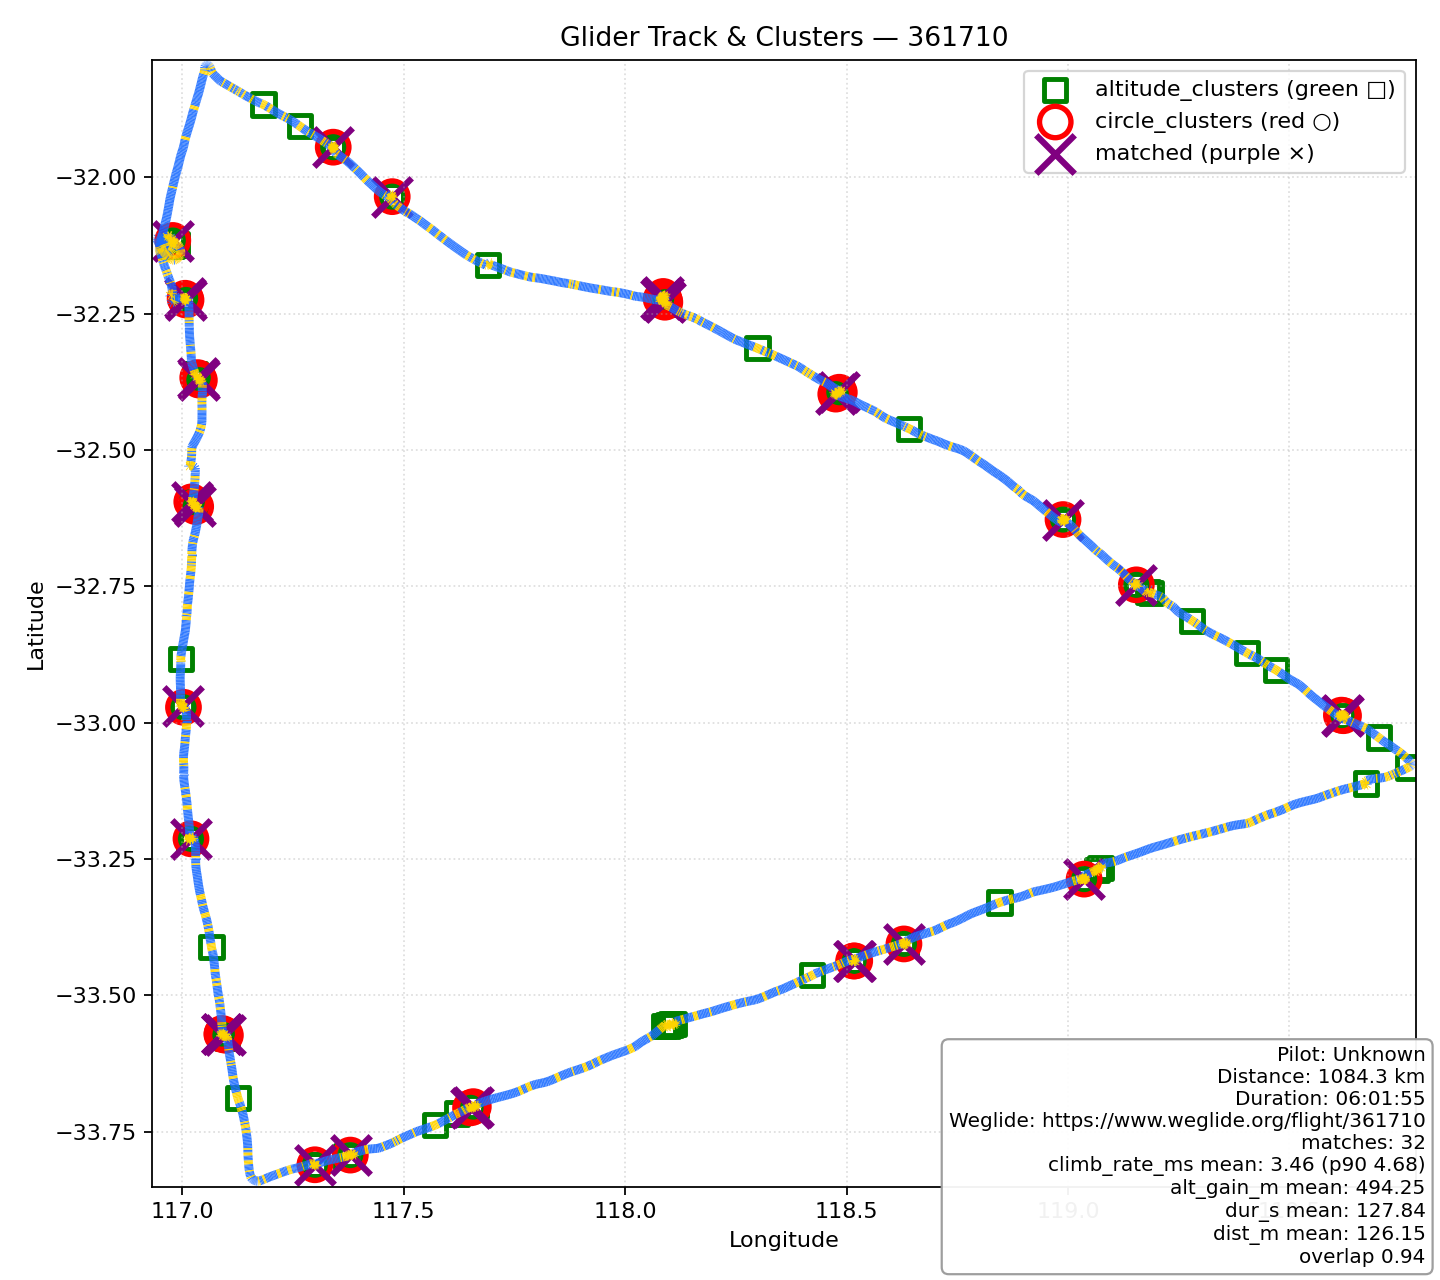 Glider Track & Clusters — 361710
altitude_clusters (green □)
circle_clusters (red ○)
matched (purple ×)
Latitude
−32.00
−32.25
−32.50
−32.75
−33.00
−33.25
−33.50
−33.75
117.0 117.5 118.0 118.5 119.0
Longitude
Pilot: Unknown
Distance: 1084.3 km
Duration: 06:01:55
Weglide: https://www.weglide.org/flight/361710
matches: 32
climb_rate_ms mean: 3.46 (p90 4.68)
alt_gain_m mean: 494.25
dur_s mean: 127.84
dist_m mean: 126.15
overlap 0.94